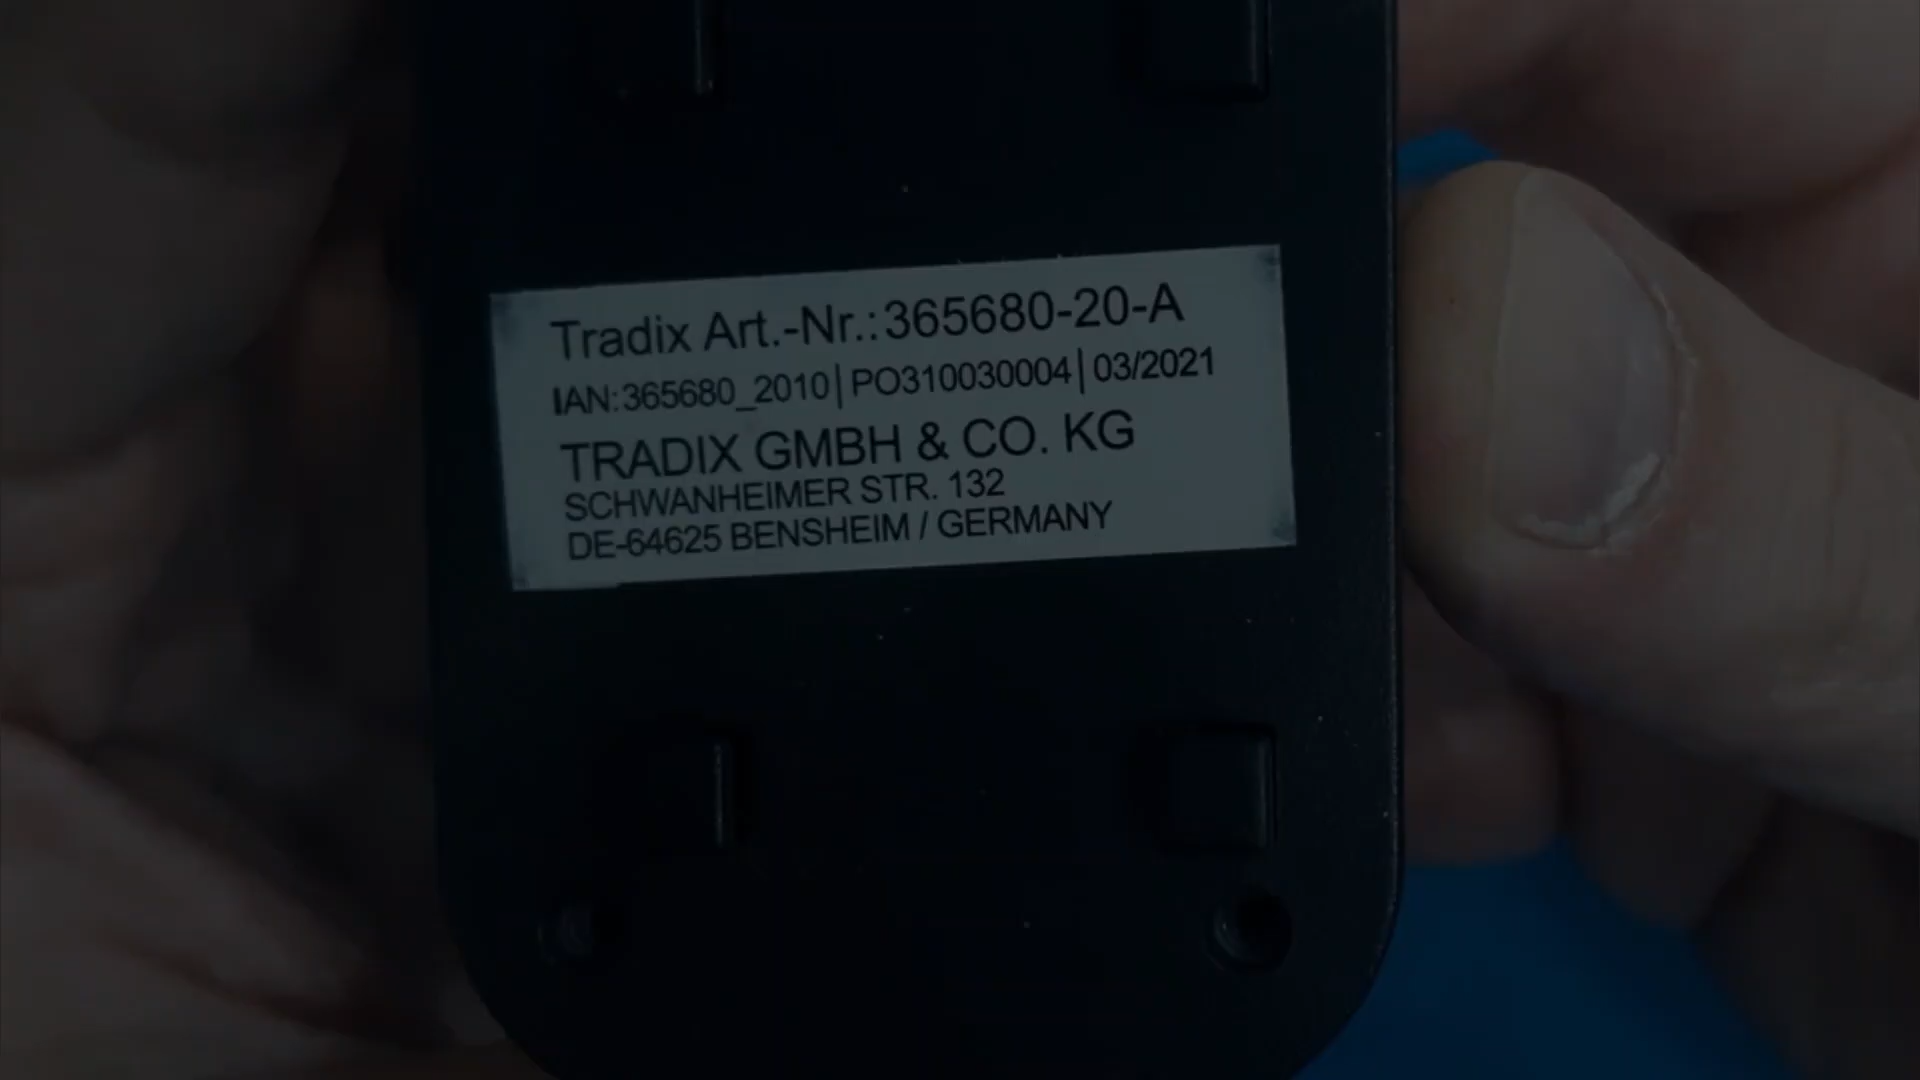 Tradix Art.-Nr.:365680-20-A
IAN:365680_2010|PO310030004|03/2021
TRADIX GMBH & CO. KG
SCHWANHEIMER STR. 132
DE-64625 BENSHEIM / GERMANY